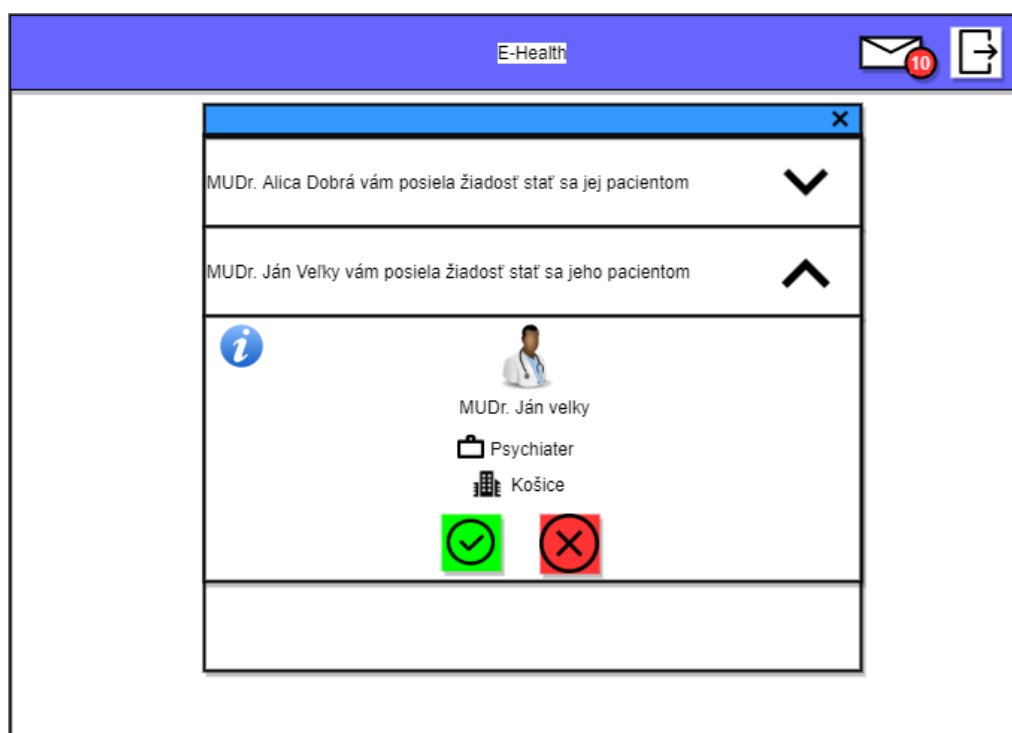 E-Health
10
MUDr. Alica Dobrá vám posiela žiadosť stať sa jej pacientom
MUDr. Ján Veľky vám posiela žiadosť stať sa jeho pacientom
i
MUDr. Ján velky
Psychiater
Košice